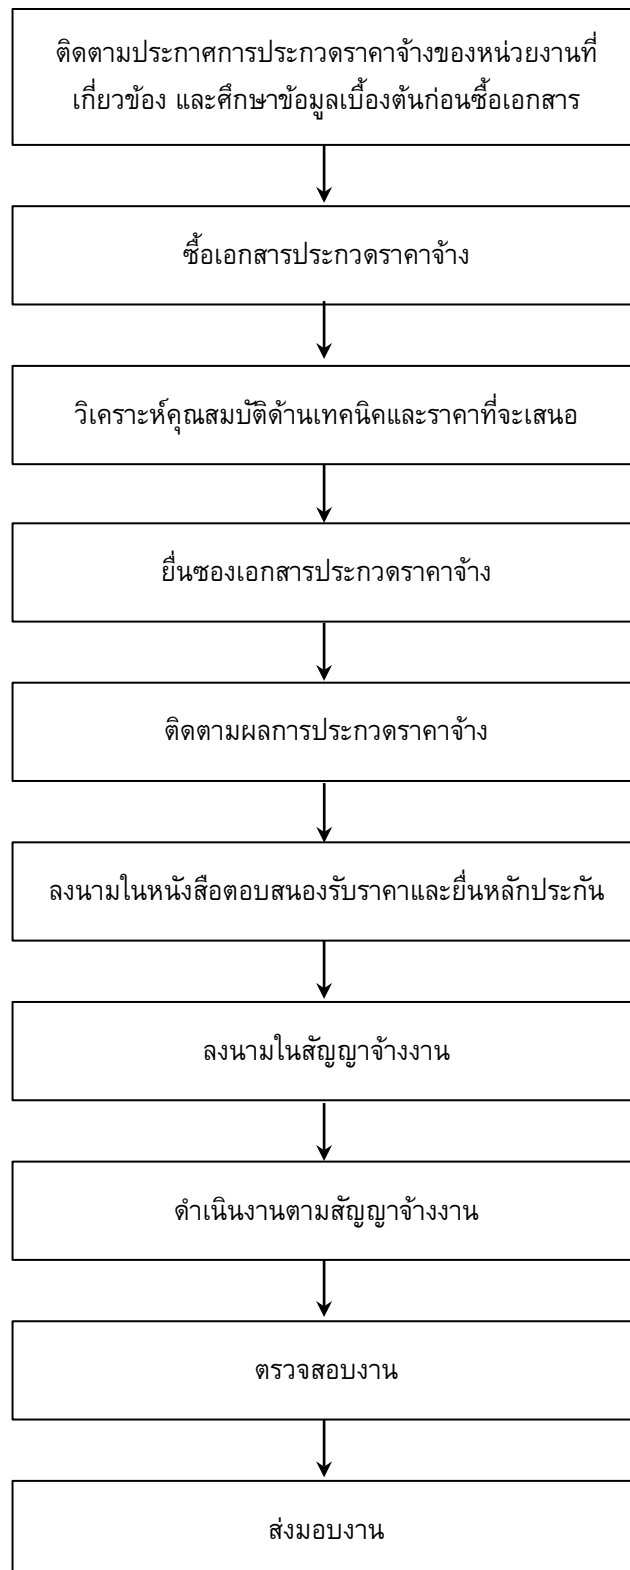 ติดตามประกาศการประกวดราคาจ้างของหน่วยงานที่
เกี่ยวข้อง และศึกษาข้อมูลเบื้องต้นก่อนซื้อเอกสาร
ซื้อเอกสารประกวดราคาจ้าง
วิเคราะห์คุณสมบัติด้านเทคนิคและราคาที่จะเสนอ
ยื่นซองเอกสารประกวดราคาจ้าง
ติดตามผลการประกวดราคาจ้าง
ลงนามในหนังสือตอบสนองรับราคาและยื่นหลักประกัน
ลงนามในสัญญาจ้างงาน
ดำเนินงานตามสัญญาจ้างงาน
ตรวจสอบงาน
ส่งมอบงาน